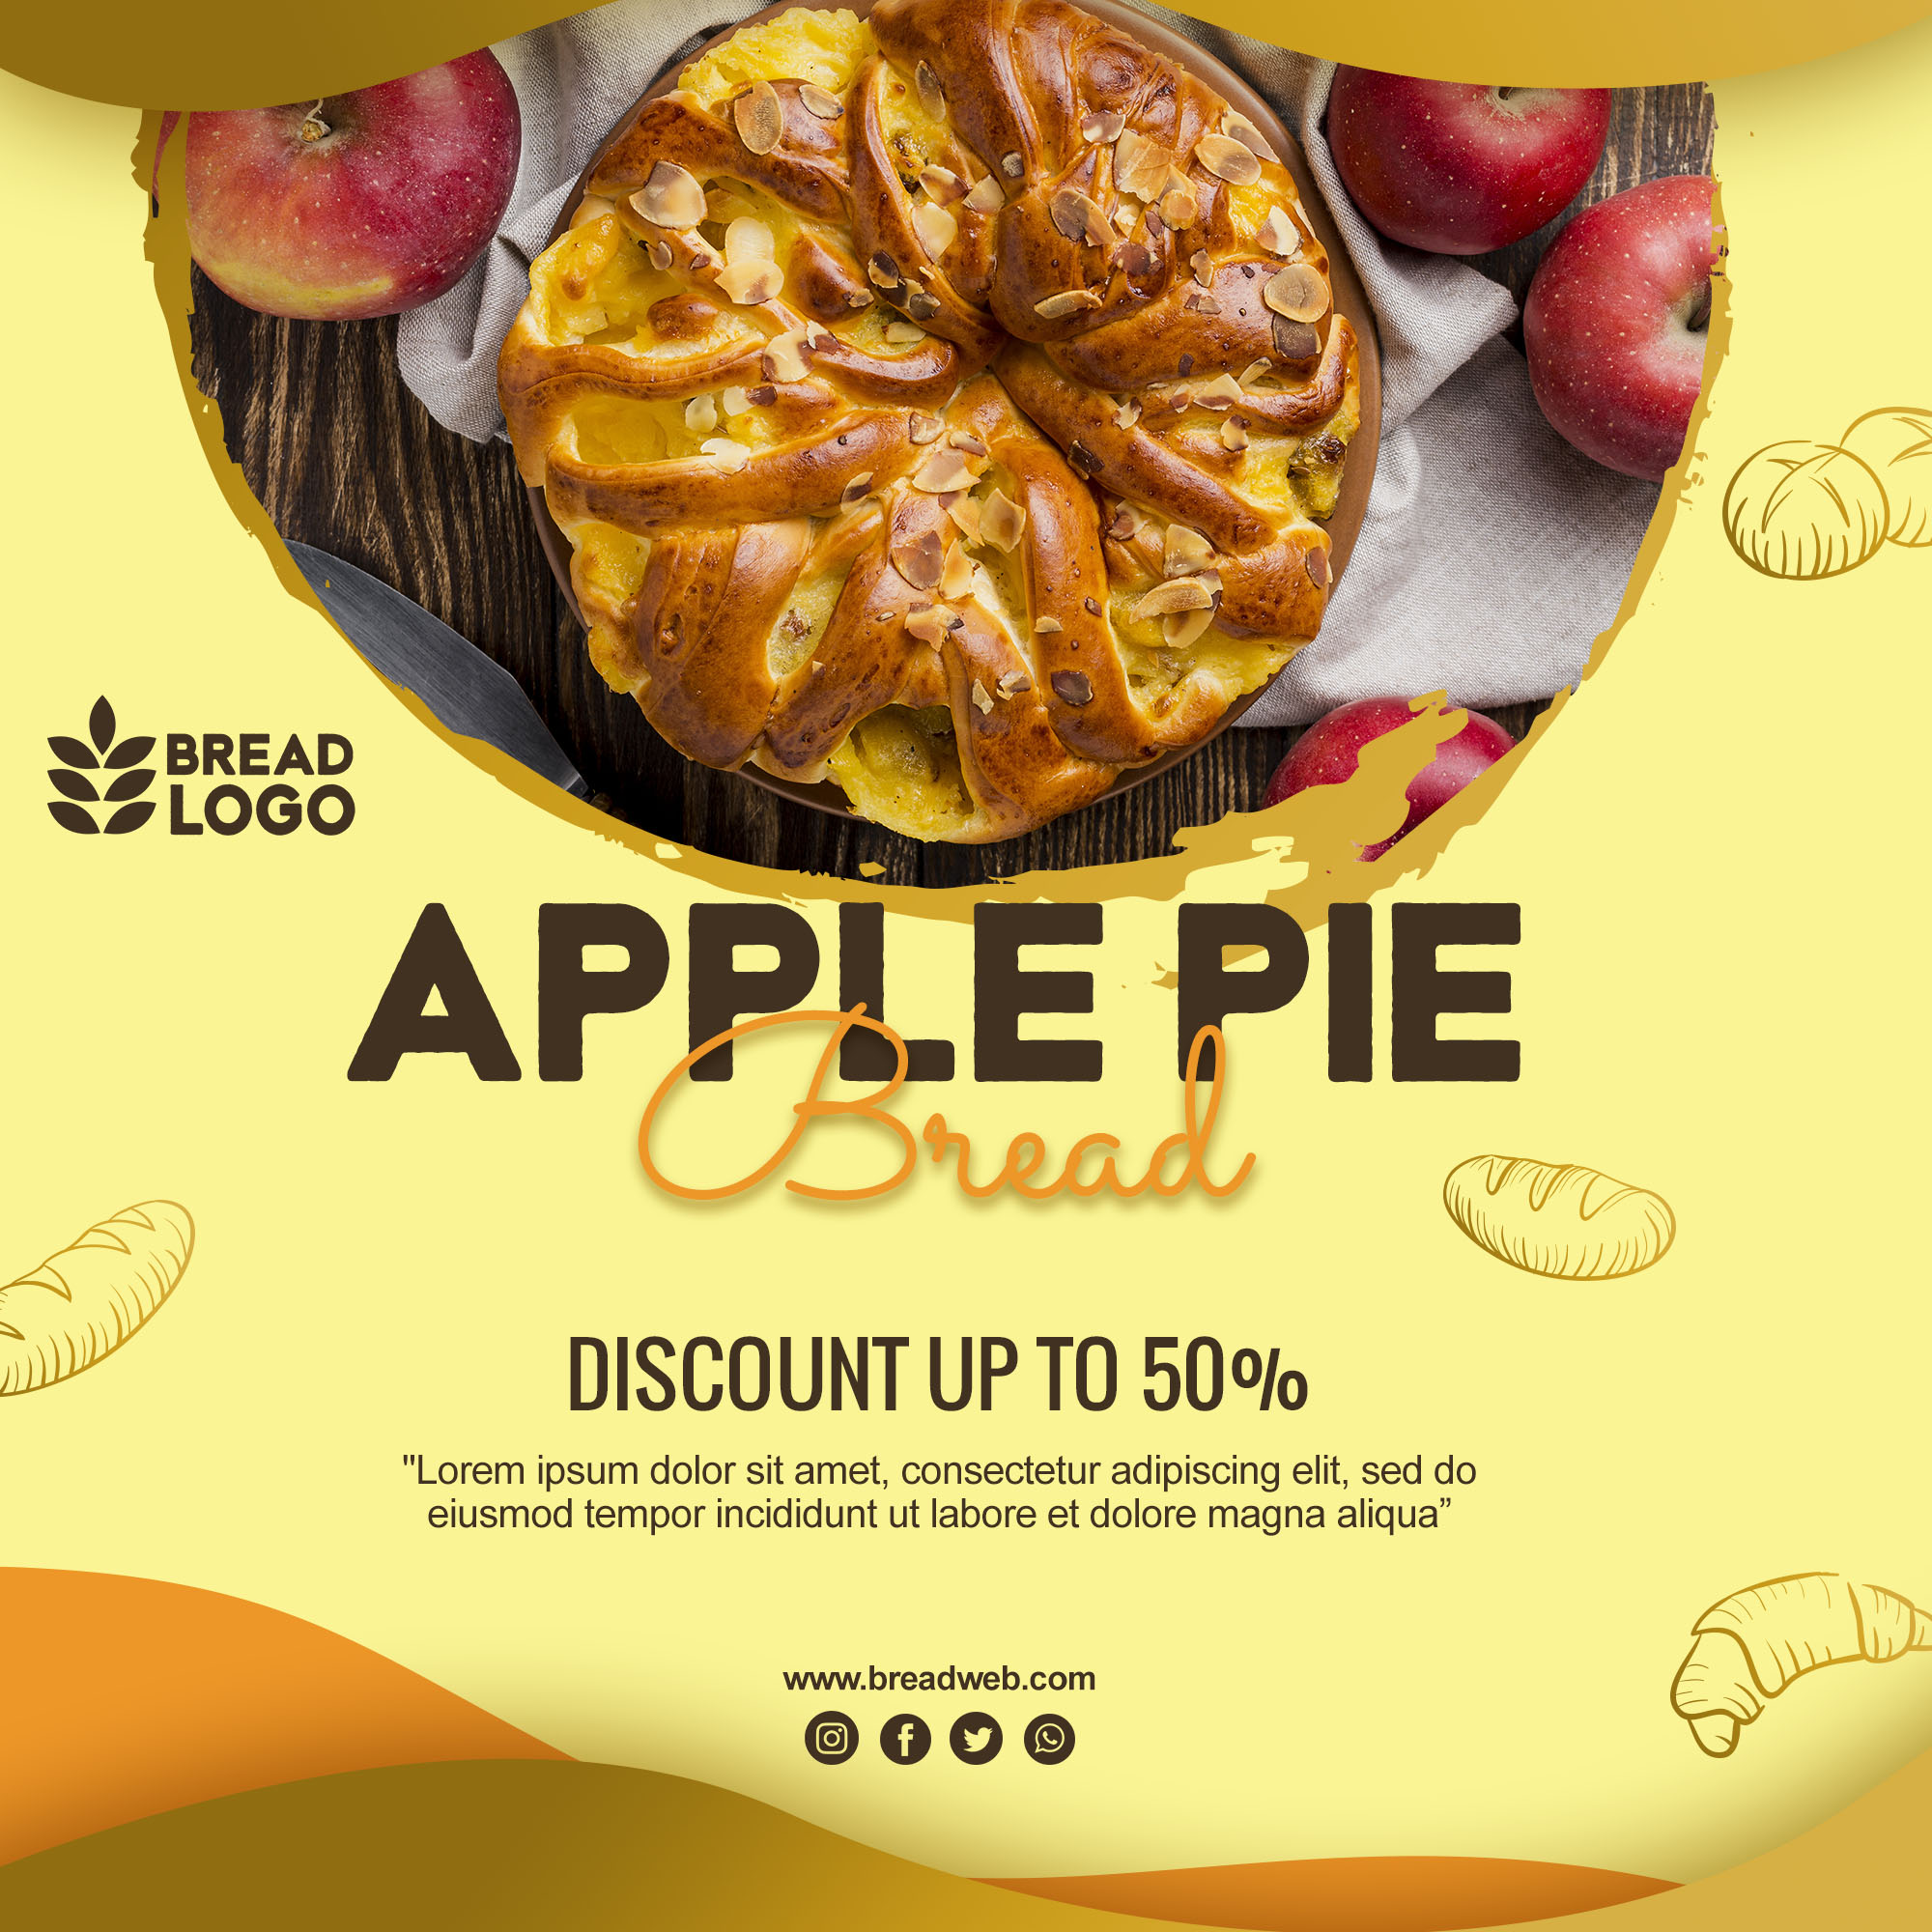 BREAD
LOGO
APPLE PIE
Bread
DISCOUNT UP TO 50%
"Lorem ipsum dolor sit amet, consectetur adipiscing elit, sed do
eiusmod tempor incididunt ut labore et dolore magna aliqua”
www.breadweb.com